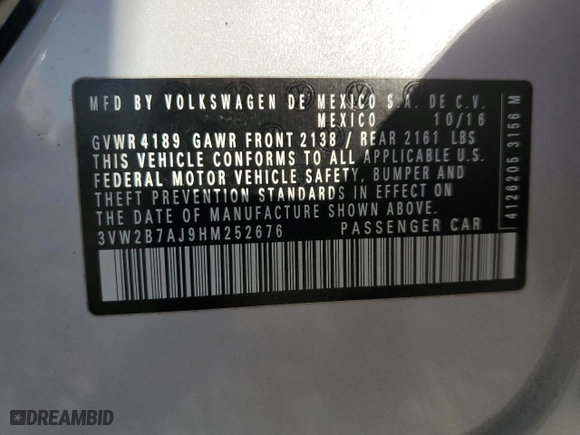 MFD BY VOLKSWAGEN DE MEXICO S.A. DE C.V.
MEXICO 10/16
GVWR 4189 GAWR FRONT 2138 / REAR 2161 LBS
THIS VEHICLE CONFORMS TO ALL APPLICABLE U.S.
FEDERAL MOTOR VEHICLE SAFETY, BUMPER AND
THEFT PREVENTION STANDARDS IN EFFECT ON
THE DATE OF MANUFACTURE SHOWN ABOVE.
3VW2B7AJ9HM252676 PASSENGER CAR
4126205 3156 M
DREAMBID